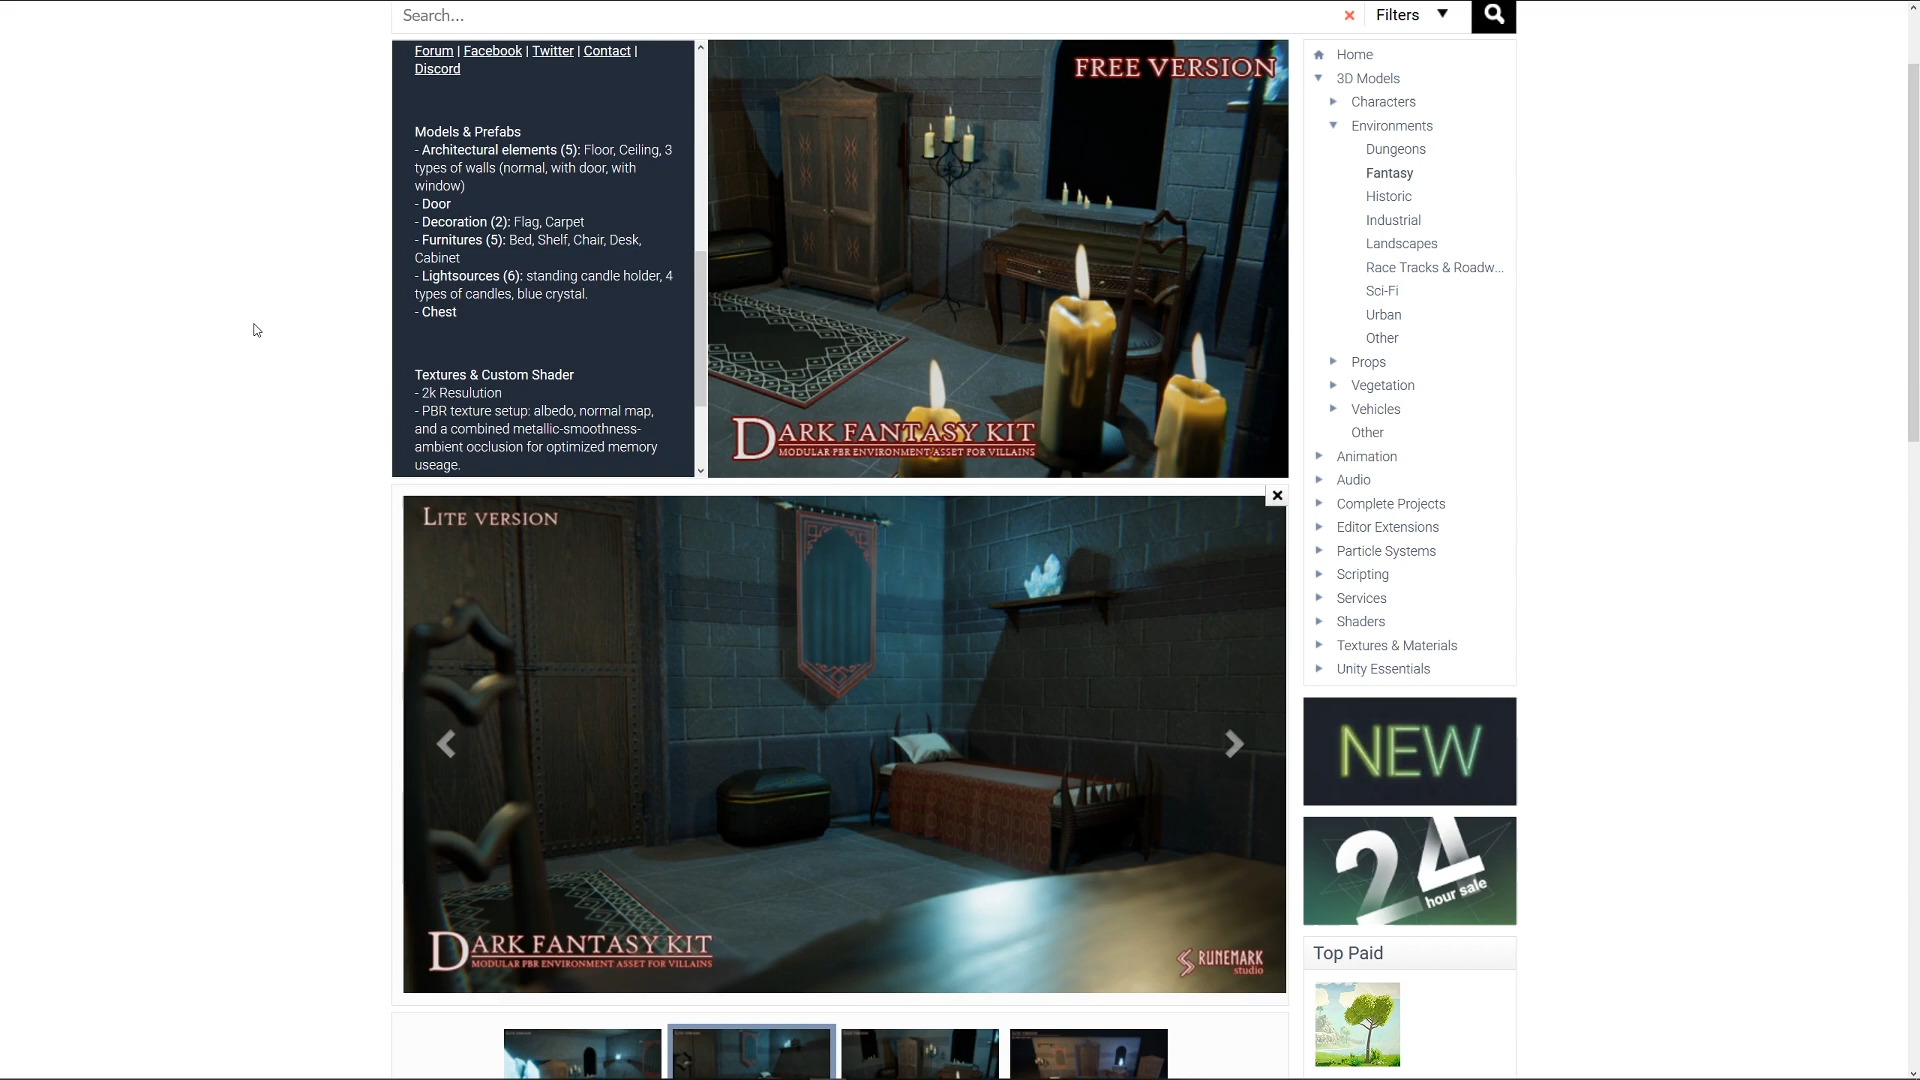 Search...
Filters
Forum | Facebook | Twitter | Contact |
Discord
Models & Prefabs
- Architectural elements (5): Floor, Ceiling, 3
types of walls (normal, with door, with
window)
- Door
- Decoration (2): Flag, Carpet
- Furnitures (5): Bed, Shelf, Chair, Desk,
Cabinet
- Lightsources (6): standing candle holder, 4
types of candles, blue crystal.
- Chest
Textures & Custom Shader
- 2k Resulution
- PBR texture setup: albedo, normal map,
and a combined metallic-smoothness-
ambient occlusion for optimized memory
useage.
FREE VERSION
DARK FANTASY KIT
MODULAR PBR ENVIRONMENT ASSET FOR VILLAINS
LITE VERSION
DARK FANTASY KIT
MODULAR PBR ENVIRONMENT ASSET FOR VILLAINS
RUNEMARK
studio
Home
3D Models
Characters
Environments
Dungeons
Fantasy
Historic
Industrial
Landscapes
Race Tracks & Roadw...
Sci-Fi
Urban
Other
Props
Vegetation
Vehicles
Other
Animation
Audio
Complete Projects
Editor Extensions
Particle Systems
Scripting
Services
Shaders
Textures & Materials
Unity Essentials
NEW
24
hour sale
Top Paid